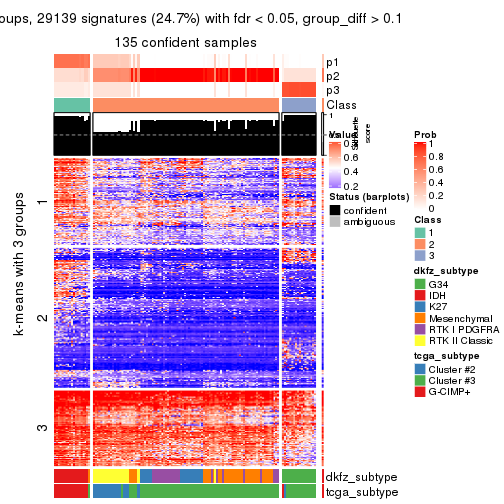 oups, 29139 signatures (24.7%) with fdr < 0.05, group_diff > 0.1
135 confident samples
p1
p2
p3
Class
1
Silhouette
score
Value
0.8
0.6
0.4
0.2
Status (barplots)
confident
ambiguous
Prob
1
0.8
0.6
0.4
0.2
0
Class
1
2
3
dkfz_subtype
G34
IDH
K27
Mesenchymal
RTK I PDGFRA
RTK II Classic
tcga_subtype
Cluster #2
Cluster #3
G-CIMP+
k-means with 3 groups
1
2
3
dkfz_subtype
tcga_subtype